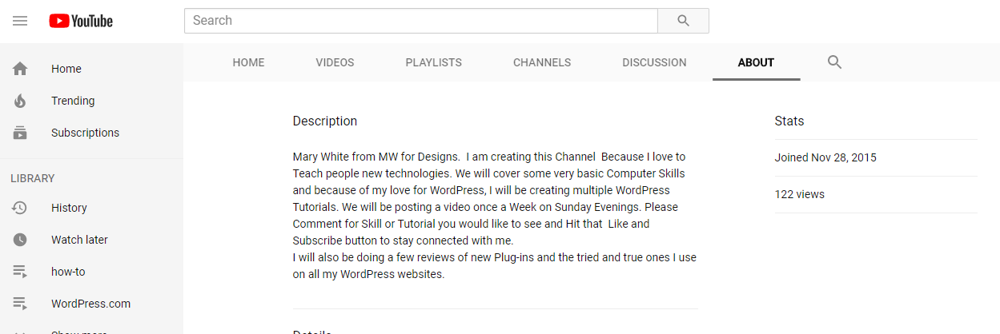 YouTube
Search
Home
Trending
Subscriptions
LIBRARY
History
Watch later
how-to
WordPress.com
Show more
HOME VIDEOS PLAYLISTS CHANNELS DISCUSSION ABOUT
Description
Mary White from MW for Designs.  I am creating this Channel  Because I love to
Teach people new technologies. We will cover some very basic Computer Skills
and because of my love for WordPress, I will be creating multiple WordPress
Tutorials. We will be posting a video once a Week on Sunday Evenings. Please
Comment for Skill or Tutorial you would like to see and Hit that  Like and
Subscribe button to stay connected with me.
I will also be doing a few reviews of new Plug-ins and the tried and true ones I use
on all my WordPress websites.
Details
Stats
Joined Nov 28, 2015
122 views